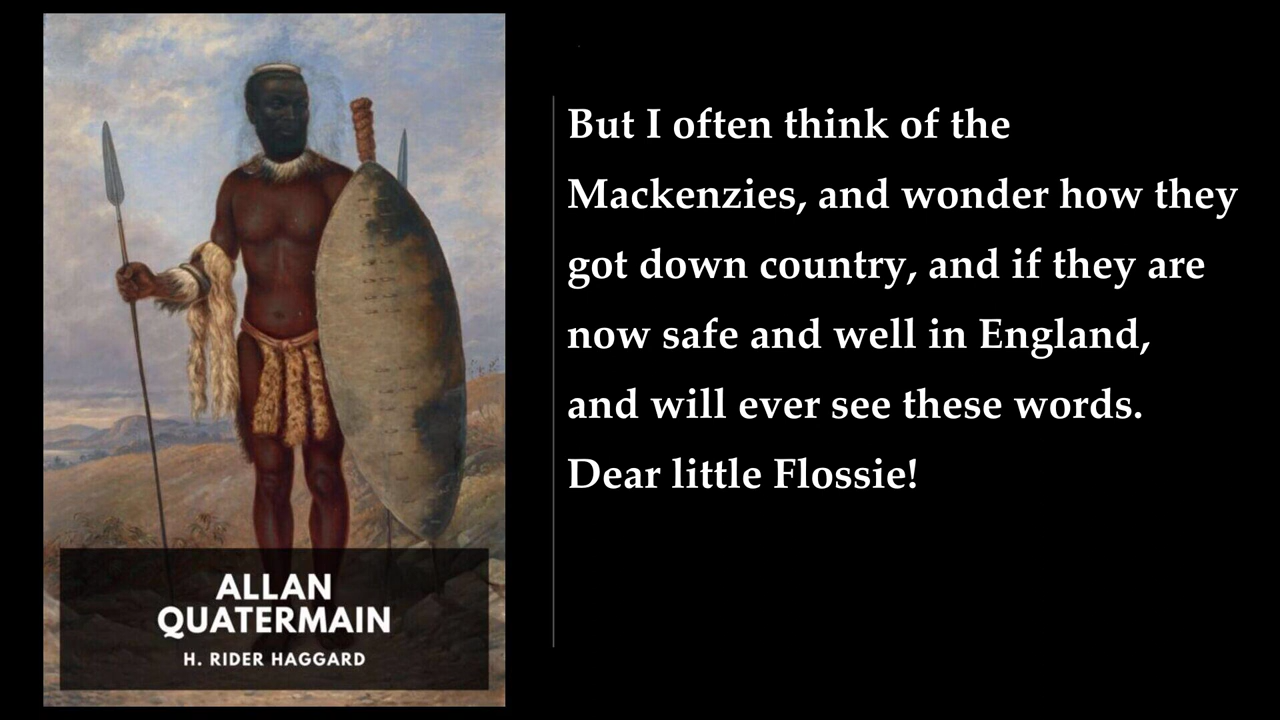 ALLAN
QUATERMAIN
H. RIDER HAGGARD
But I often think of the
Mackenzies, and wonder how they
got down country, and if they are
now safe and well in England,
and will ever see these words.
Dear little Flossie!